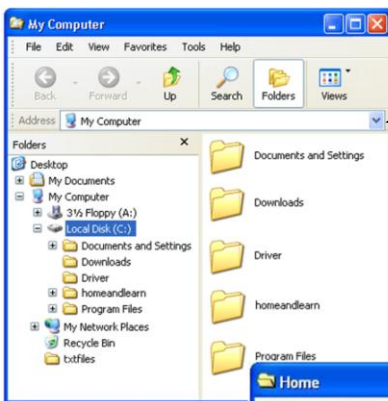 My Computer
File Edit View Favorites Tools Help
Back Forward Up Search Folders Views
Address My Computer
Folders x
Desktop
My Documents
My Computer
3½ Floppy (A:)
Local Disk (C:)
Documents and Settings
Downloads
Driver
homeandlearn
Program Files
My Network Places
Recycle Bin
txtfiles
Documents and Settings
Downloads
Driver
homeandlearn
Program Files
Home